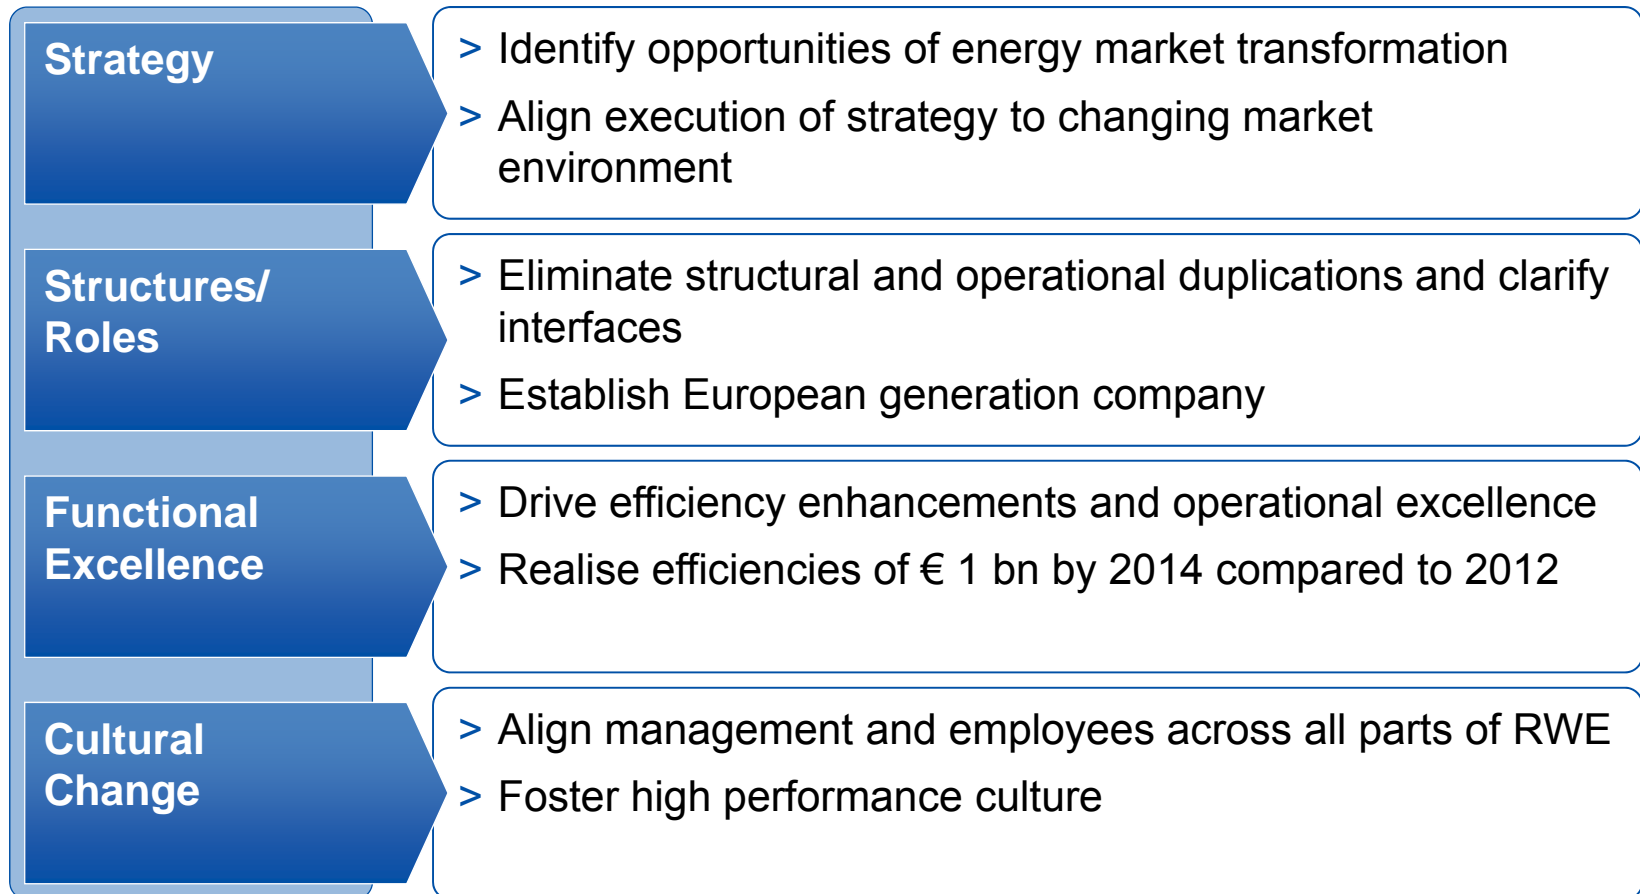 Strategy
> Identify opportunities of energy market transformation
> Align execution of strategy to changing market
environment
Structures/
Roles
> Eliminate structural and operational duplications and clarify
interfaces
> Establish European generation company
Functional
Excellence
> Drive efficiency enhancements and operational excellence
> Realise efficiencies of € 1 bn by 2014 compared to 2012
Cultural
Change
> Align management and employees across all parts of RWE
> Foster high performance culture